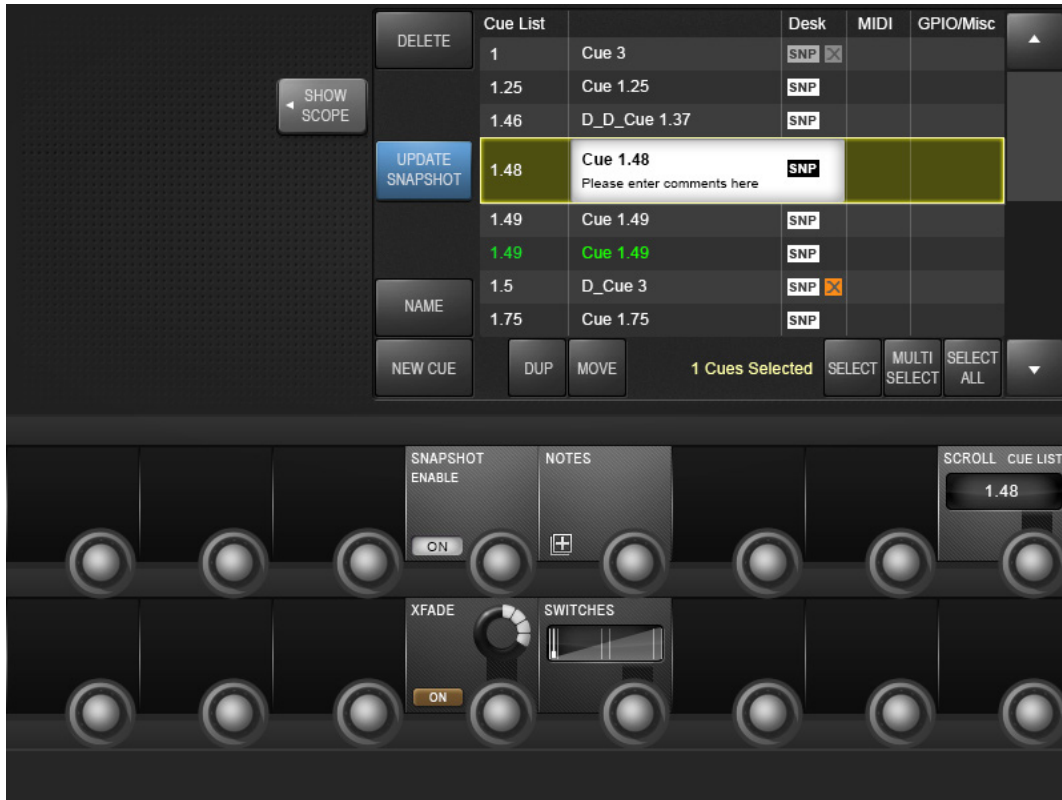 DELETE
Cue List Desk MIDI GPIO/Misc
1 Cue 3 SNP
1.25 Cue 1.25 SNP
SHOW
SCOPE
1.46 D_D_Cue 1.37 SNP
UPDATE
SNAPSHOT
1.48 Cue 1.48 SNP
Please enter comments here
1.49 Cue 1.49 SNP
1.49 Cue 1.49 SNP
NAME
1.5 D_Cue 3 SNP
1.75 Cue 1.75 SNP
NEW CUE
DUP
MOVE
1 Cues Selected
SELECT
MULTI
SELECT
SELECT
ALL
SNAPSHOT
ENABLE
ON
NOTES
SCROLL CUE LIST
1.48
XFADE
ON
SWITCHES